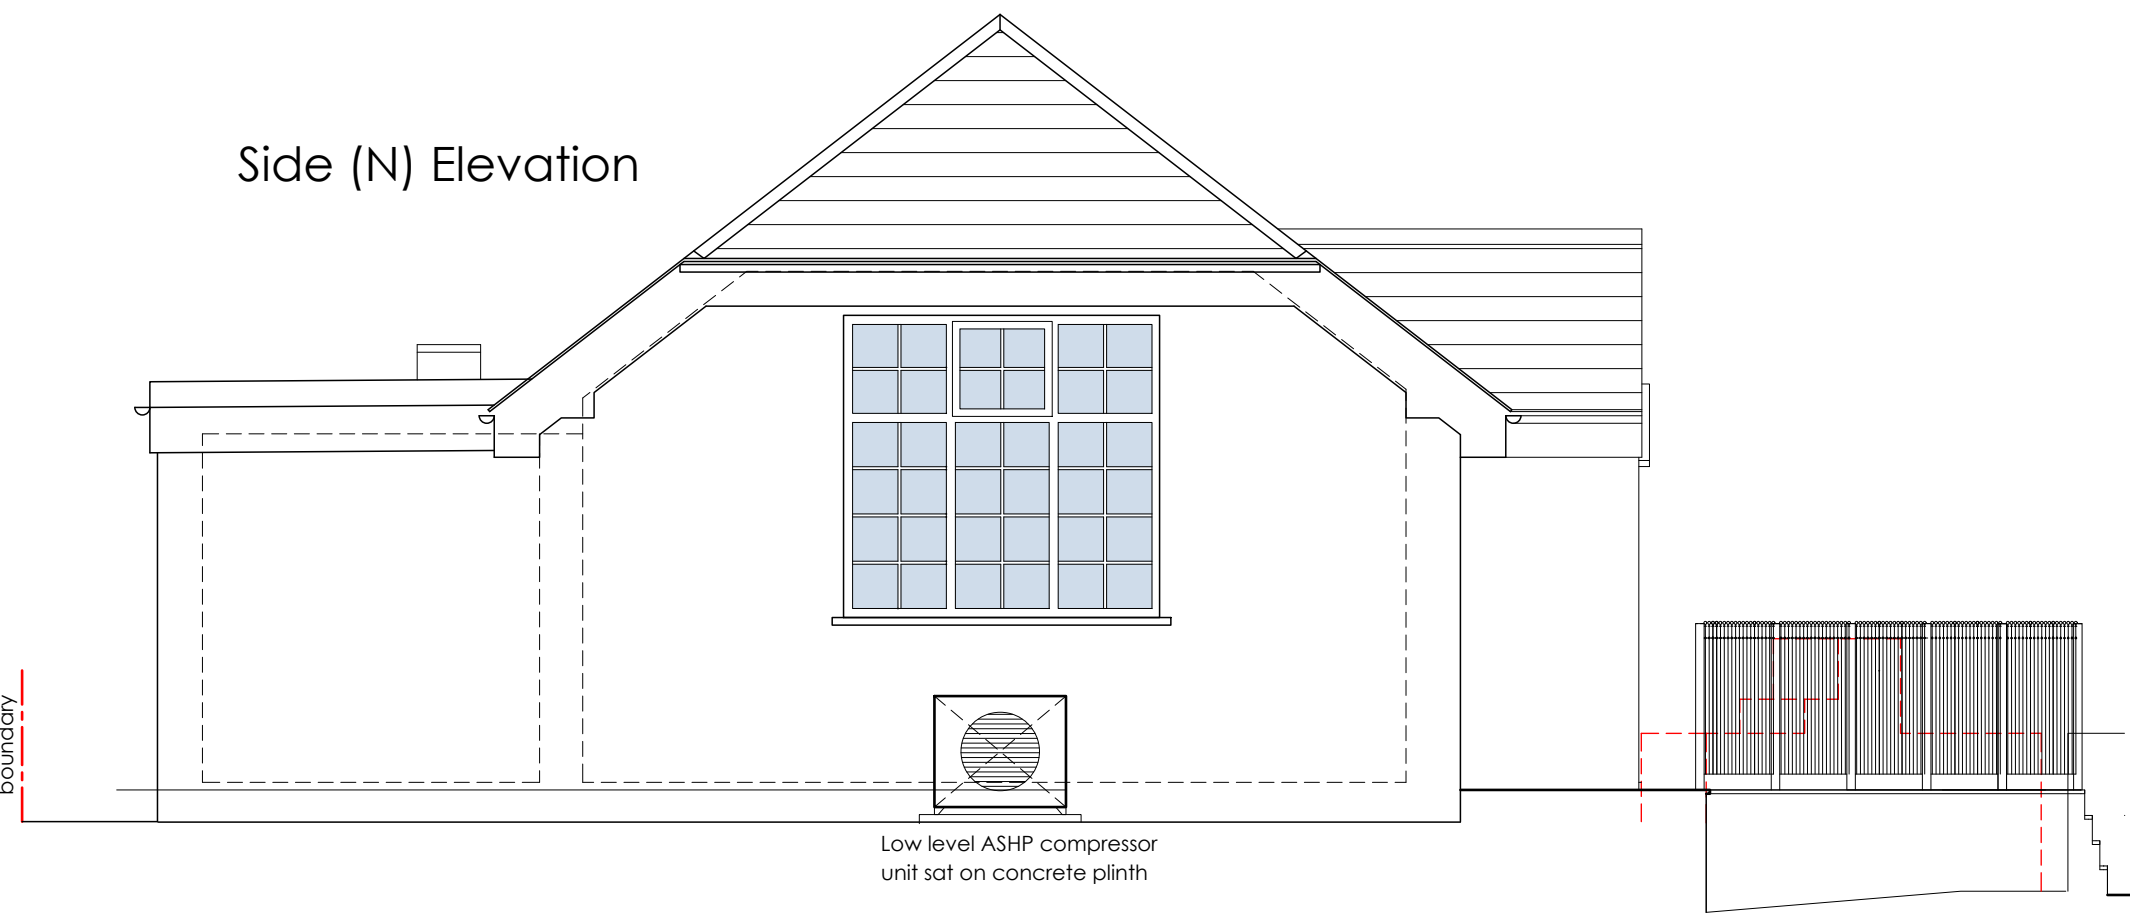 Side (N) Elevation
boundary
Low level ASHP compressor
unit sat on concrete plinth